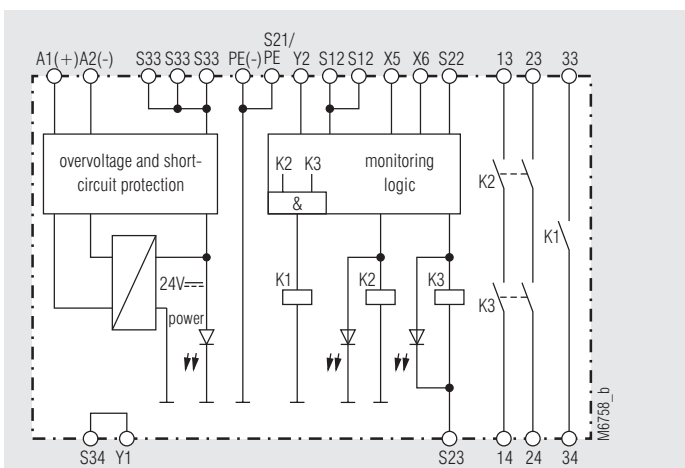 S21/
A1(+) A2(-) S33 S33 S33 PE(-) PE Y2 S12 S12 X5 X6 S22 13 23 33
overvoltage and short-
circuit protection
K2 K3
monitoring
logic
&
K2
K1
24V
K1 K2 K3
K3
power
M6758_b
S34 Y1 S23 14 24 34